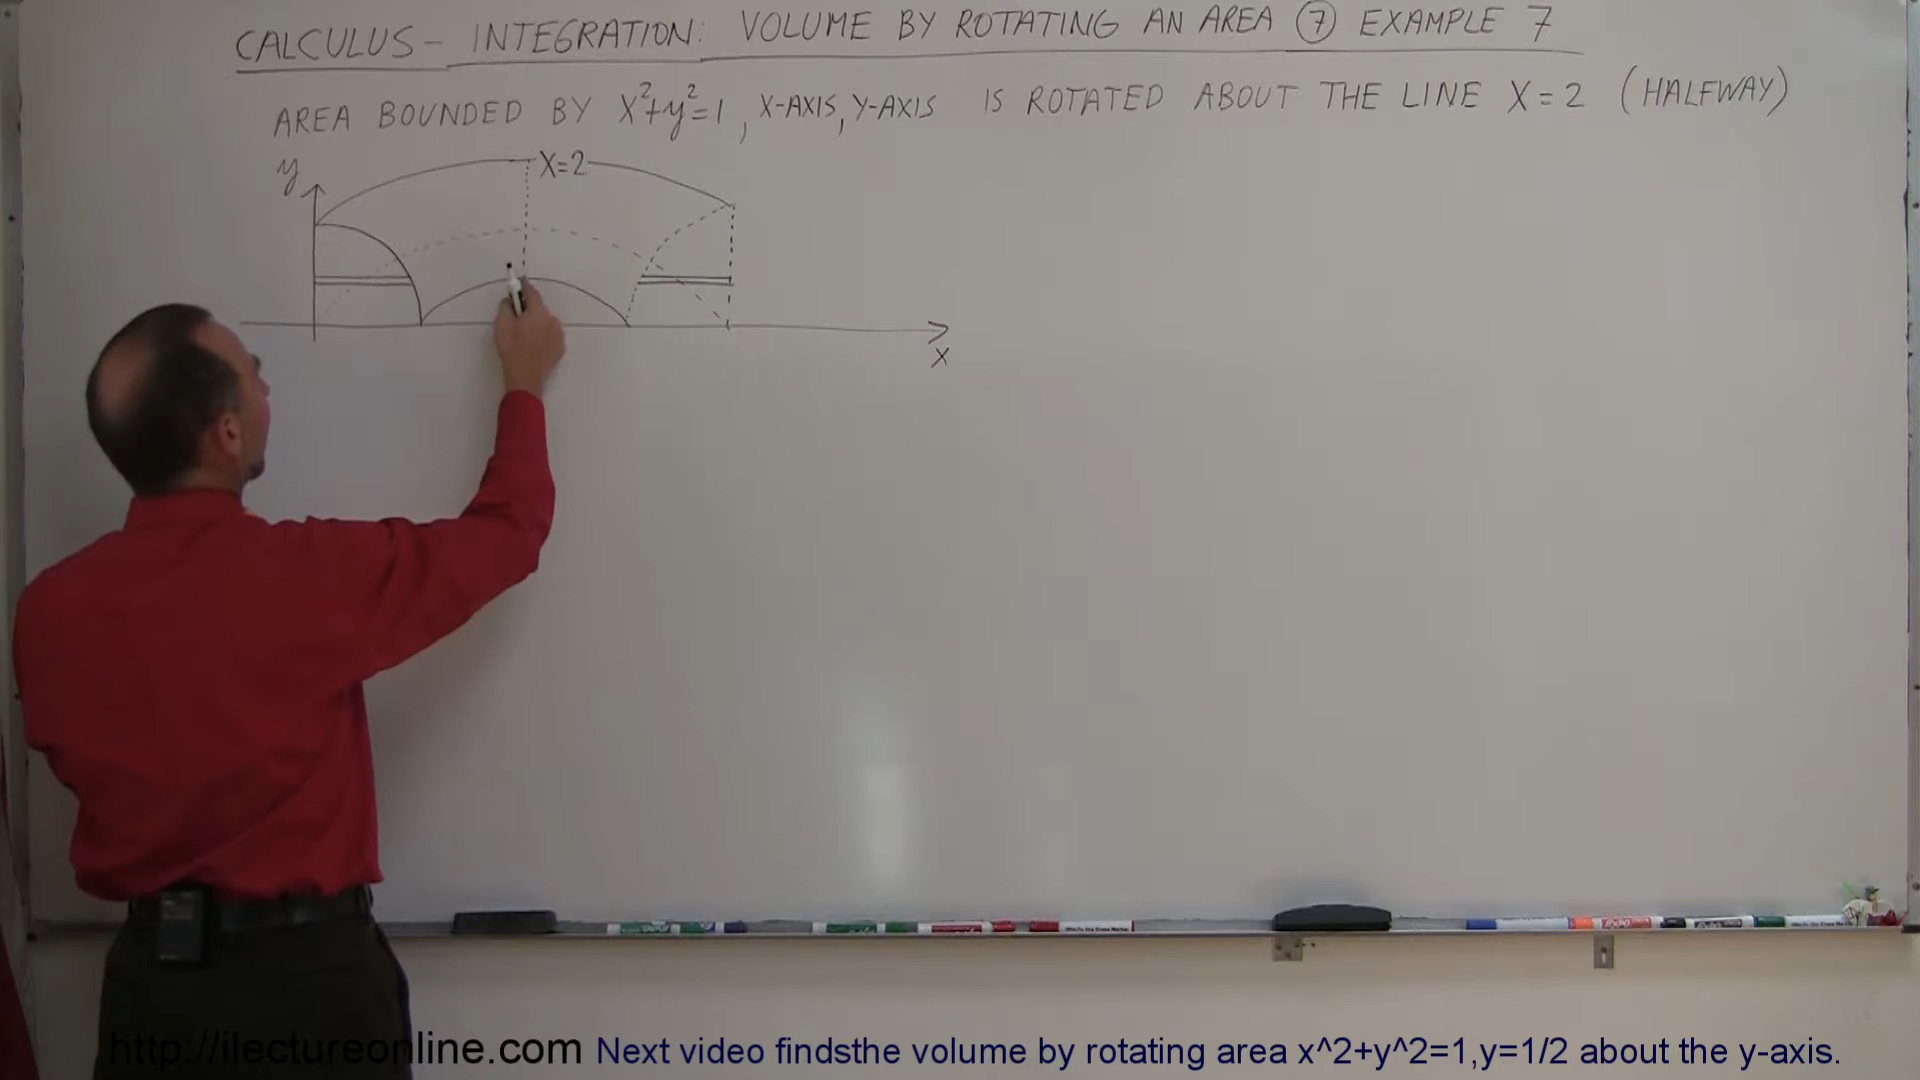 CALCULUS - INTEGRATION: VOLUME BY ROTATING AN AREA ⑦ EXAMPLE 7
AREA BOUNDED BY X²+y²=1, X-AXIS, Y-AXIS IS ROTATED ABOUT THE LINE X=2 (HALFWAY)
y
X=2
X
http://ilectureonline.com Next video findsthe volume by rotating area x^2+y^2=1,y=1/2 about the y-axis.